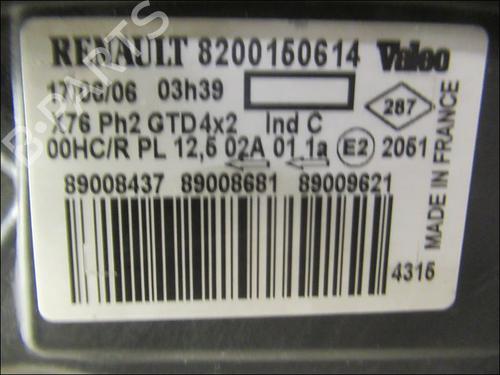 RENAULT 8200150614 Valeo
17/06/06 03h39
287
X76 Ph2 GTD 4x2 Ind C
00HC/R PL 12,5 02A 01 1a E2 2051
89008437 89008681 89009621
4315
MADE IN FRANCE
B-PARTS